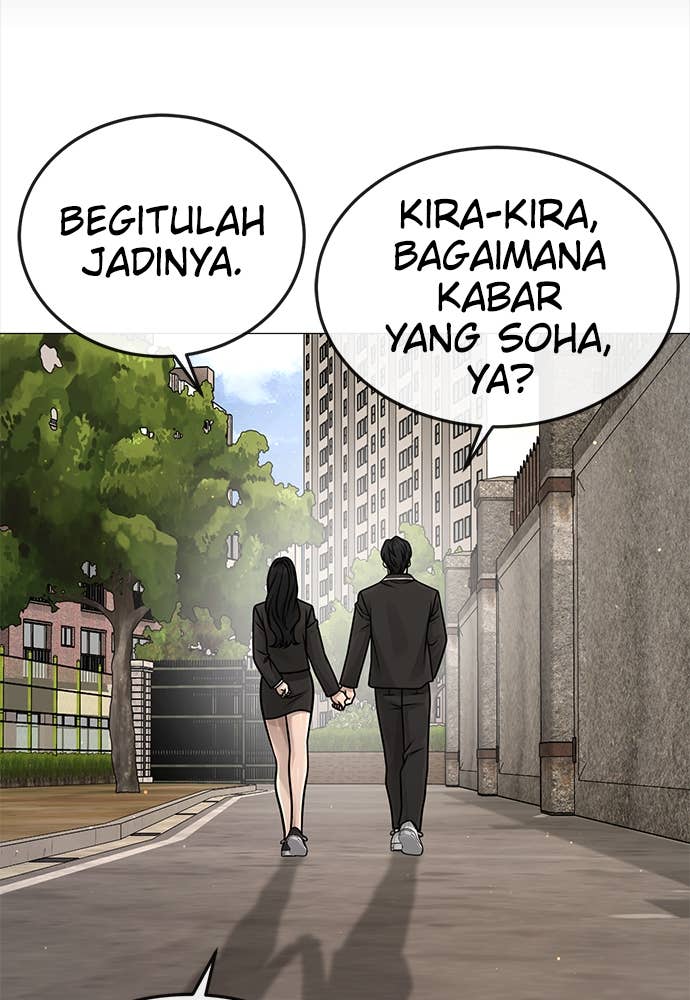 BEGITULAH
JADINYA.
KIRA-KIRA,
BAGAIMANA
KABAR
YANG SOHA,
YA?